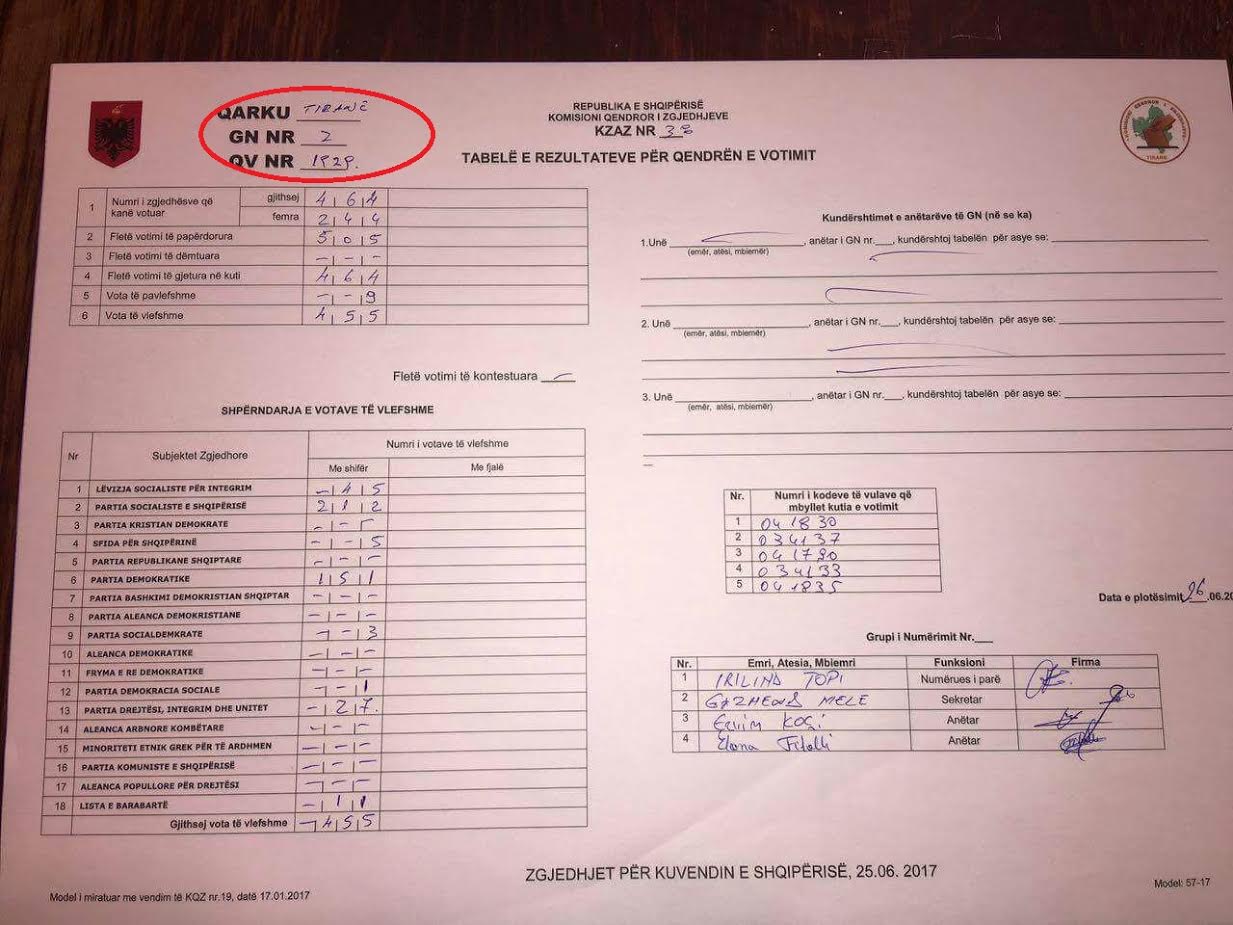 QARKU TIRANË
GN NR 2
QV NR 1929.
REPUBLIKA E SHQIPËRISË
KOMISIONI QENDROR I ZGJEDHJEVE
KZAZ NR 38
TABELË E REZULTATEVE PËR QENDRËN E VOTIMIT
KOMISIONI QENDROR I ZGJEDHJEVE
TIRANE
1 Numri i zgjedhësve që kanë votuar gjithsej 4 6 4
femra 2 4 4
2 Fletë votimi të papërdorura 5 0 5
3 Fletë votimi të dëmtuara - - -
4 Fletë votimi të gjetura në kuti 4 6 4
5 Vota të pavlefshme - - 9
6 Vota të vlefshme 4 5 5
Fletë votimi të kontestuara -
SHPËRNDARJA E VOTAVE TË VLEFSHME
Nr Subjektet Zgjedhore Numri i votave të vlefshme
Me shifër Me fjalë
1 LËVIZJA SOCIALISTE PËR INTEGRIM - 4 5
2 PARTIA SOCIALISTE E SHQIPËRISË 2 1 2
3 PARTIA KRISTIAN DEMOKRATE - -
4 SFIDA PËR SHQIPËRINË - - 5
5 PARTIA REPUBLIKANE SHQIPTARE - - -
6 PARTIA DEMOKRATIKE 1 5 1
7 PARTIA BASHKIMI DEMOKRISTIAN SHQIPTAR - - -
8 PARTIA ALEANCA DEMOKRISTIANE - - -
9 PARTIA SOCIALDEMKRATE - - 3
10 ALEANCA DEMOKRATIKE - - -
11 FRYMA E RE DEMOKRATIKE - - -
12 PARTIA DEMOKRACIA SOCIALE - - 1
13 PARTIA DREJTËSI, INTEGRIM DHE UNITET - 2 7.
14 ALEANCA ARBNORE KOMBËTARE - - -
15 MINORITETI ETNIK GREK PËR TË ARDHMEN - - -
16 PARTIA KOMUNISTE E SHQIPËRISË - - -
17 ALEANCA POPULLORE PËR DREJTËSI - - -
18 LISTA E BARABARTË - 1 1
Gjithsej vota të vlefshme - 4 5 5
Kundërshtimet e anëtarëve të GN (në se ka)
1.Unë ____, anëtar i GN nr.___, kundërshtoj tabelën për asye se:
(emër, atësi, mbiemër)
2. Unë ____, anëtar i GN nr.___, kundërshtoj tabelën për asye se:
(emër, atësi, mbiemër)
3. Unë ____, anëtar i GN nr.___, kundërshtoj tabelën për asye se:
(emër, atësi, mbiemër)
Nr. Numri i kodeve të vulave që mbyllet kutia e votimit
1 041830
2 034137
3 041790
4 034133
5 041835
Data e plotësimit 26.06.20
Grupi i Numërimit Nr.___
Nr. Emri, Atesia, Mbiemri Funksioni Firma
1 IRILINA TOPI Numërues i parë
2 GAZMEND MELE Sekretar
3 KOÇI Anëtar
4 Elona Anëtar
ZGJEDHJET PËR KUVENDIN E SHQIPËRISË, 25.06. 2017
Model i miratuar me vendim të KQZ nr.19, datë 17.01.2017
Model: 57-17